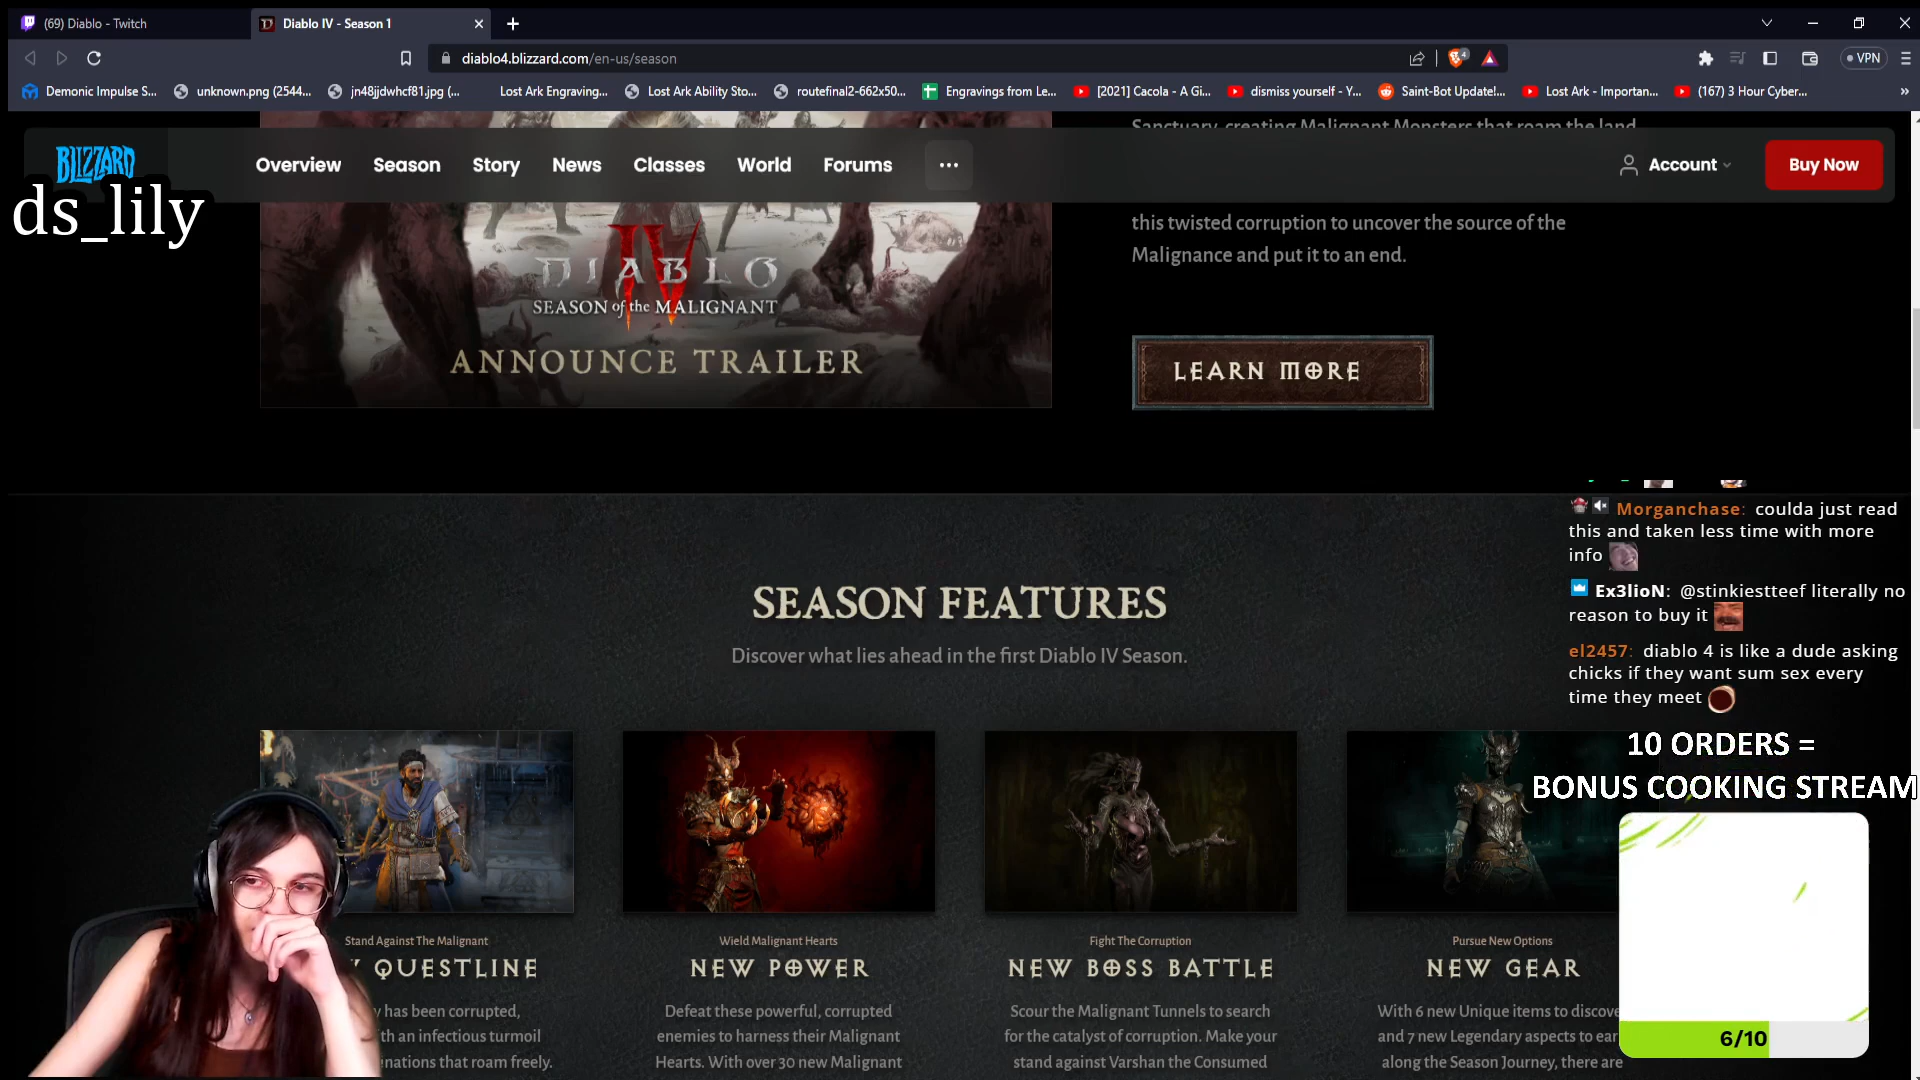 (69) Diablo - Twitch
Diablo IV - Season 1
diablo4.blizzard.com/en-us/season
4
VPN
Demonic Impulse S...
unknown.png (2544...
jn48jjdwhcf81.jpg (...
Lost Ark Engraving...
Lost Ark Ability Sto...
routefinal2-662x50...
Engravings from Le...
[2021] Cacola - A Gi...
dismiss yourself - Y...
Saint-Bot Update!...
Lost Ark - Importan...
(167) 3 Hour Cyber...
Sanctuary, creating Malignant Monsters that roam the land
BLIZZARD
Overview
Season
Story
News
Classes
World
Forums
Account
Buy Now
ds_lily
this twisted corruption to uncover the source of the
Malignance and put it to an end.
DIABLO
IV
SEASON of the MALIGNANT
ANNOUNCE TRAILER
LEARN MORE
Morganchase: coulda just read
this and taken less time with more
info
Ex3lioN: @stinkiestteef literally no
reason to buy it
el2457: diablo 4 is like a dude asking
chicks if they want sum sex every
time they meet
SEASON FEATURES
Discover what lies ahead in the first Diablo IV Season.
10 ORDERS =
BONUS COOKING STREAM
6/10
Stand Against The Malignant
QUESTLINE
has been corrupted,
an infectious turmoil
that roam freely.
Wield Malignant Hearts
NEW POWER
Defeat these powerful, corrupted
enemies to harness their Malignant
Hearts. With over 30 new Malignant
Fight The Corruption
NEW BOSS BATTLE
Scour the Malignant Tunnels to search
for the catalyst of corruption. Make your
stand against Varshan the Consumed
Pursue New Options
NEW GEAR
With 6 new Unique items to discove
and 7 new Legendary aspects to ear
along the Season Journey, there are